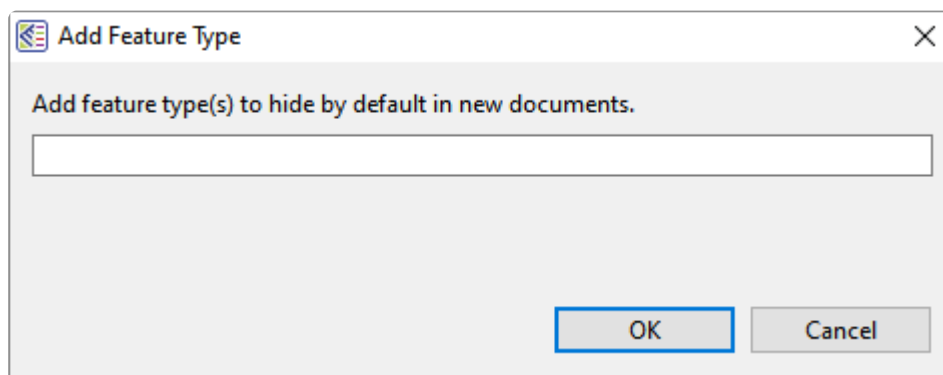 Add Feature Type
Add feature type(s) to hide by default in new documents.
OK Cancel